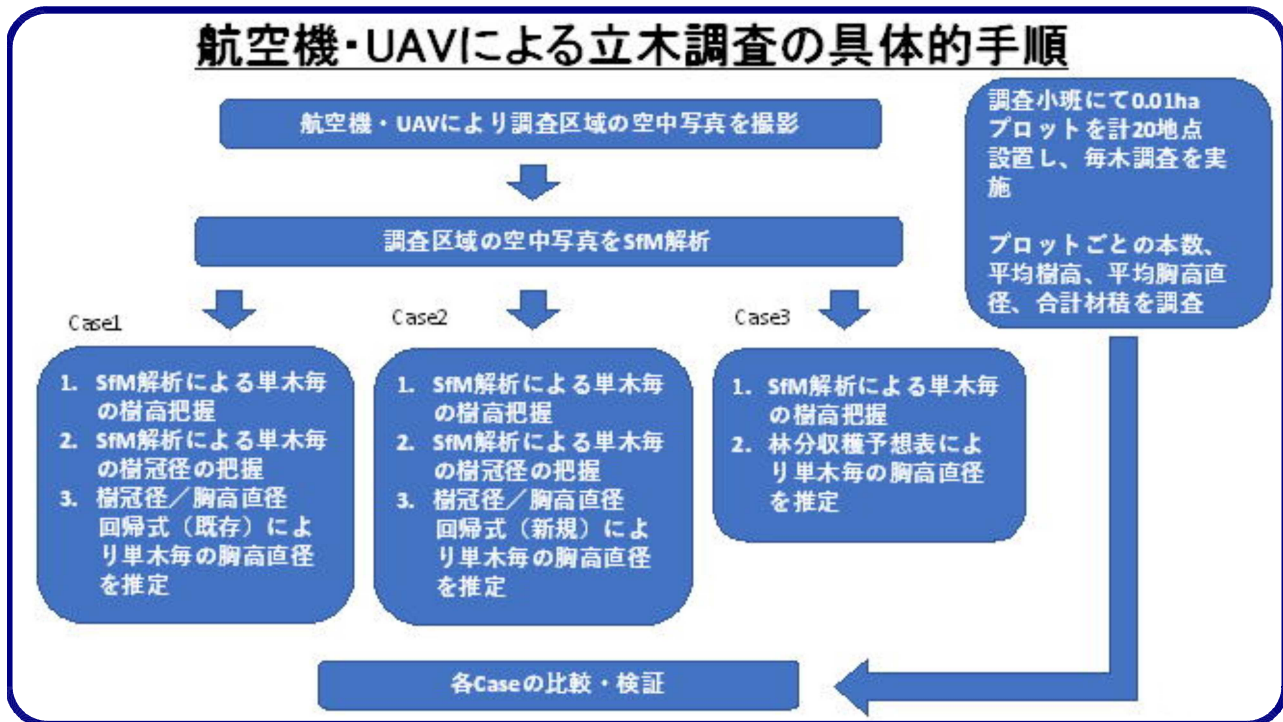 航空機・UAVによる立木調査の具体的手順
航空機・UAVにより調査区域の空中写真を撮影
調査区域の空中写真をSfM解析
調査小班にて0.01ha
プロットを計20地点
設置し、毎木調査を実
施
プロットごとの本数、
平均樹高、平均胸高直
径、合計材積を調査
Case1
1. SfM解析による単木毎
の樹高把握
2. SfM解析による単木毎
の樹冠径の把握
3. 樹冠径／胸高直径
回帰式（既存）によ
り単木毎の胸高直径
を推定
Case2
1. SfM解析による単木毎
の樹高把握
2. SfM解析による単木毎
の樹冠径の把握
3. 樹冠径／胸高直径
回帰式（新規）によ
り単木毎の胸高直径
を推定
Case3
1. SfM解析による単木毎
の樹高把握
2. 林分収穫予想表によ
り単木毎の胸高直径
を推定
各Caseの比較・検証